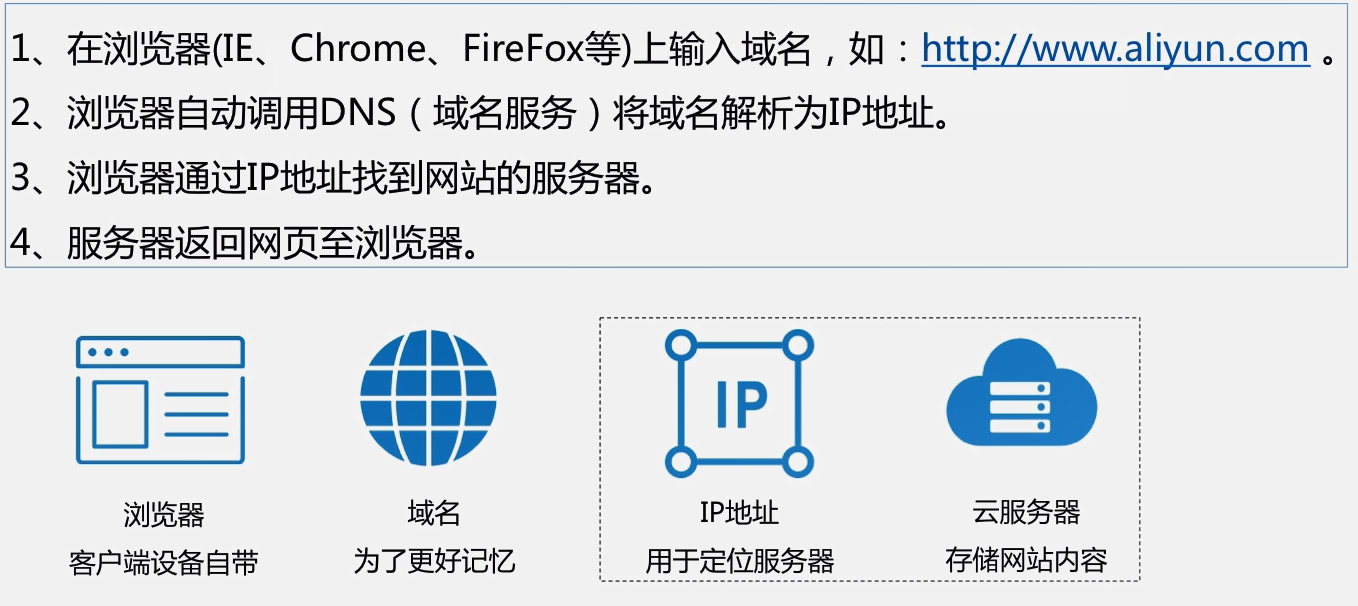 1、在浏览器(IE、Chrome、FireFox等)上输入域名，如：http://www.aliyun.com 。
2、浏览器自动调用DNS（域名服务）将域名解析为IP地址。
3、浏览器通过IP地址找到网站的服务器。
4、服务器返回网页至浏览器。
IP
浏览器
域名
IP地址
云服务器
客户端设备自带
为了更好记忆
用于定位服务器
存储网站内容